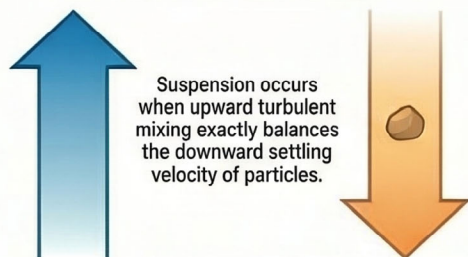 Suspension occurs
when upward turbulent
mixing exactly balances
the downward settling
velocity of particles.